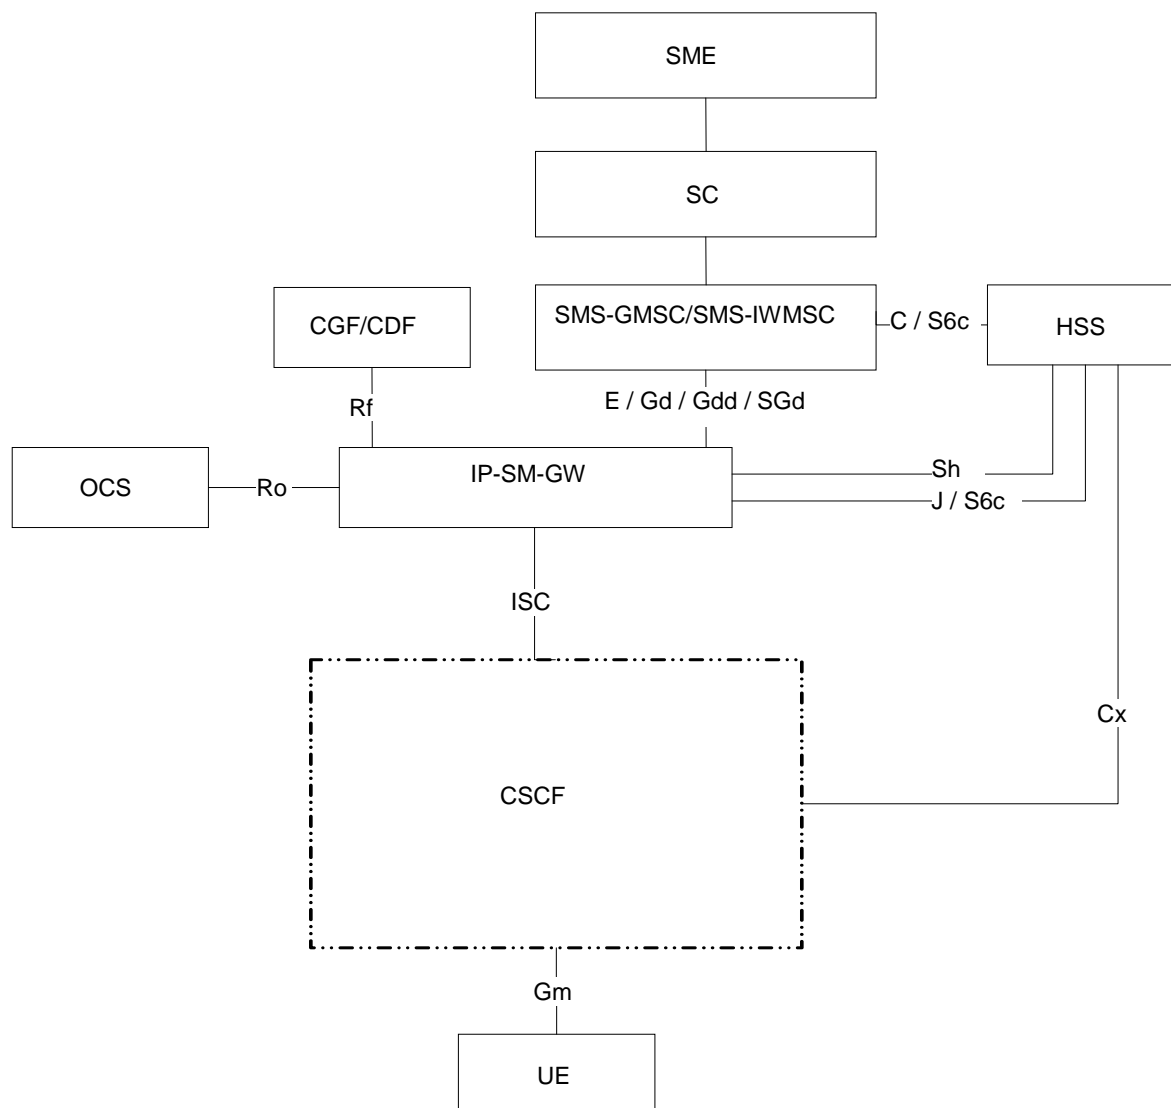 SME
SC
SMS-GMSC/SMS-IWMSC
C / S6c
HSS
CGF/CDF
E / Gd / Gdd / SGd
Rf
OCS
Ro
IP-SM-GW
Sh
J / S6c
ISC
Cx
CSCF
Gm
UE